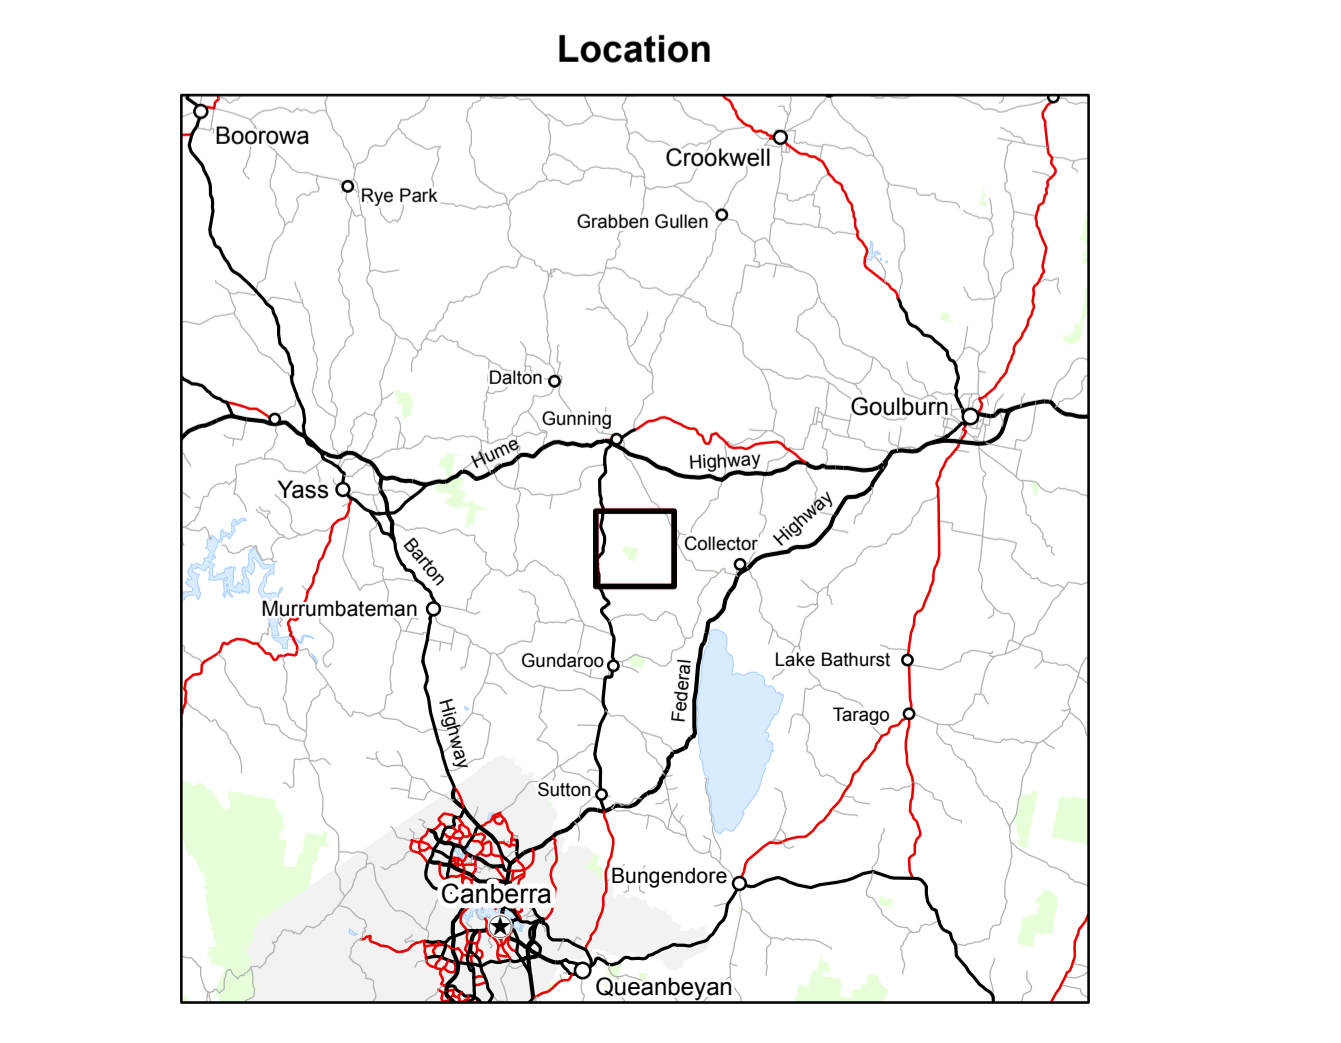 Location
Boorowa
Crookwell
Rye Park
Grabben Gullen
Dalton
Goulburn
Gunning
Hume
Highway
Yass
Highway
Collector
Barton
Murrumbateman
Gundaroo
Lake Bathurst
Federal
Tarago
Highway
Sutton
Bungendore
Canberra
Queanbeyan